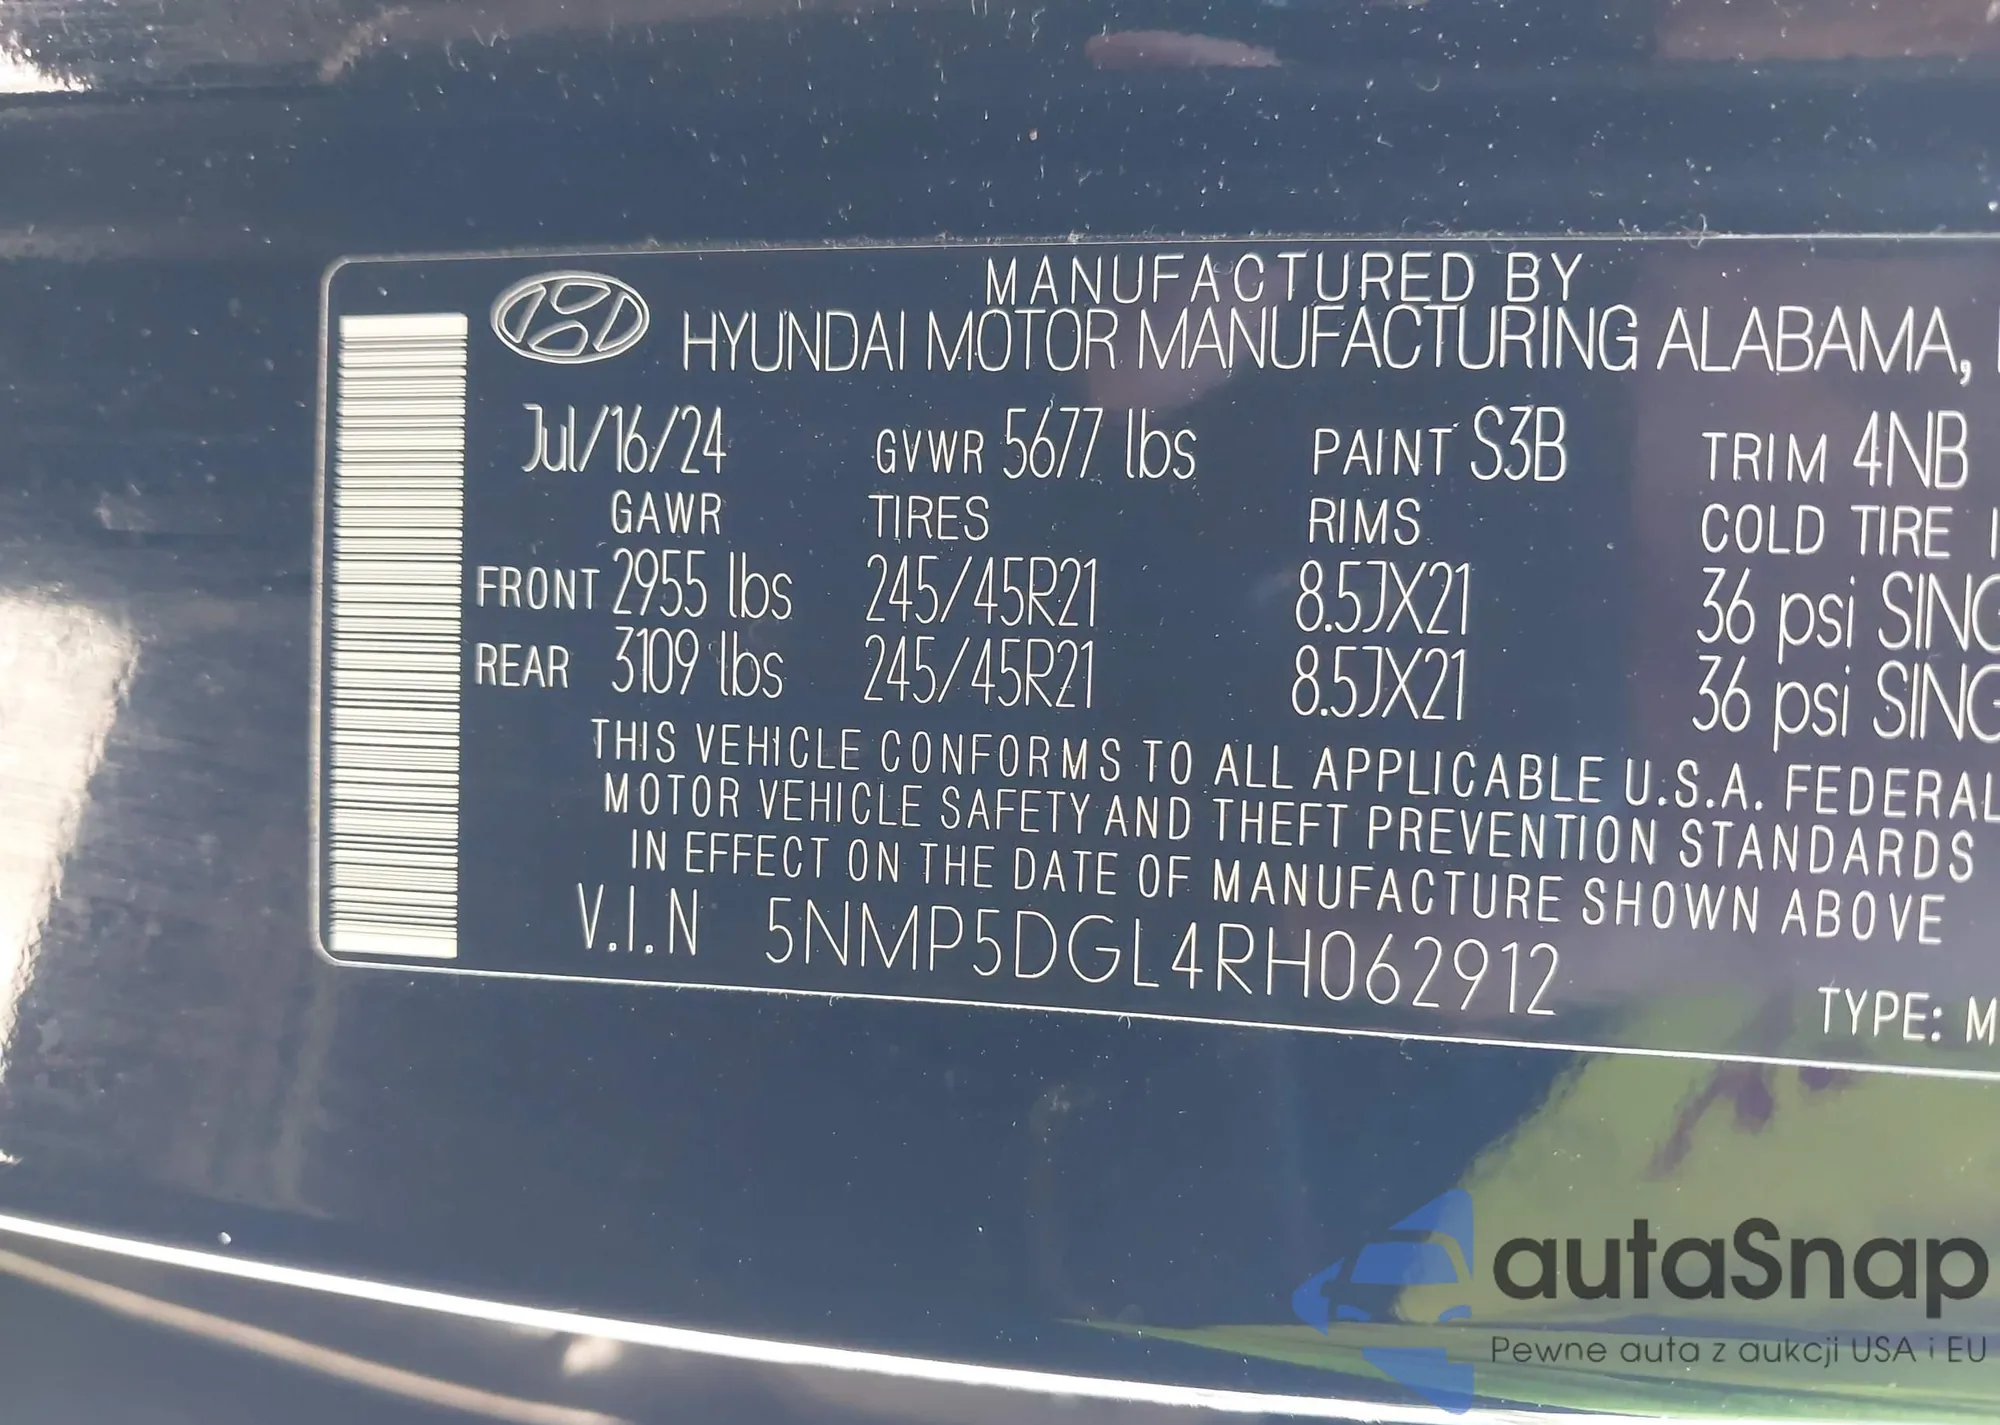 MANUFACTURED BY
HYUNDAI MOTOR MANUFACTURING ALABAMA,
Jul/16/24 GVWR 5677 lbs PAINT S3B TRIM 4NB
GAWR TIRES RIMS COLD TIRE
FRONT 2955 lbs 245/45R21 8.5JX21 36 psi SING
REAR 3109 lbs 245/45R21 8.5JX21 36 psi SING
THIS VEHICLE CONFORMS TO ALL APPLICABLE U.S.A. FEDERAL
MOTOR VEHICLE SAFETY AND THEFT PREVENTION STANDARDS
IN EFFECT ON THE DATE OF MANUFACTURE SHOWN ABOVE
V.I.N 5NMP5DGL4RH062912
TYPE: M
autaSnap
Pewne auta z aukcji USA i EU